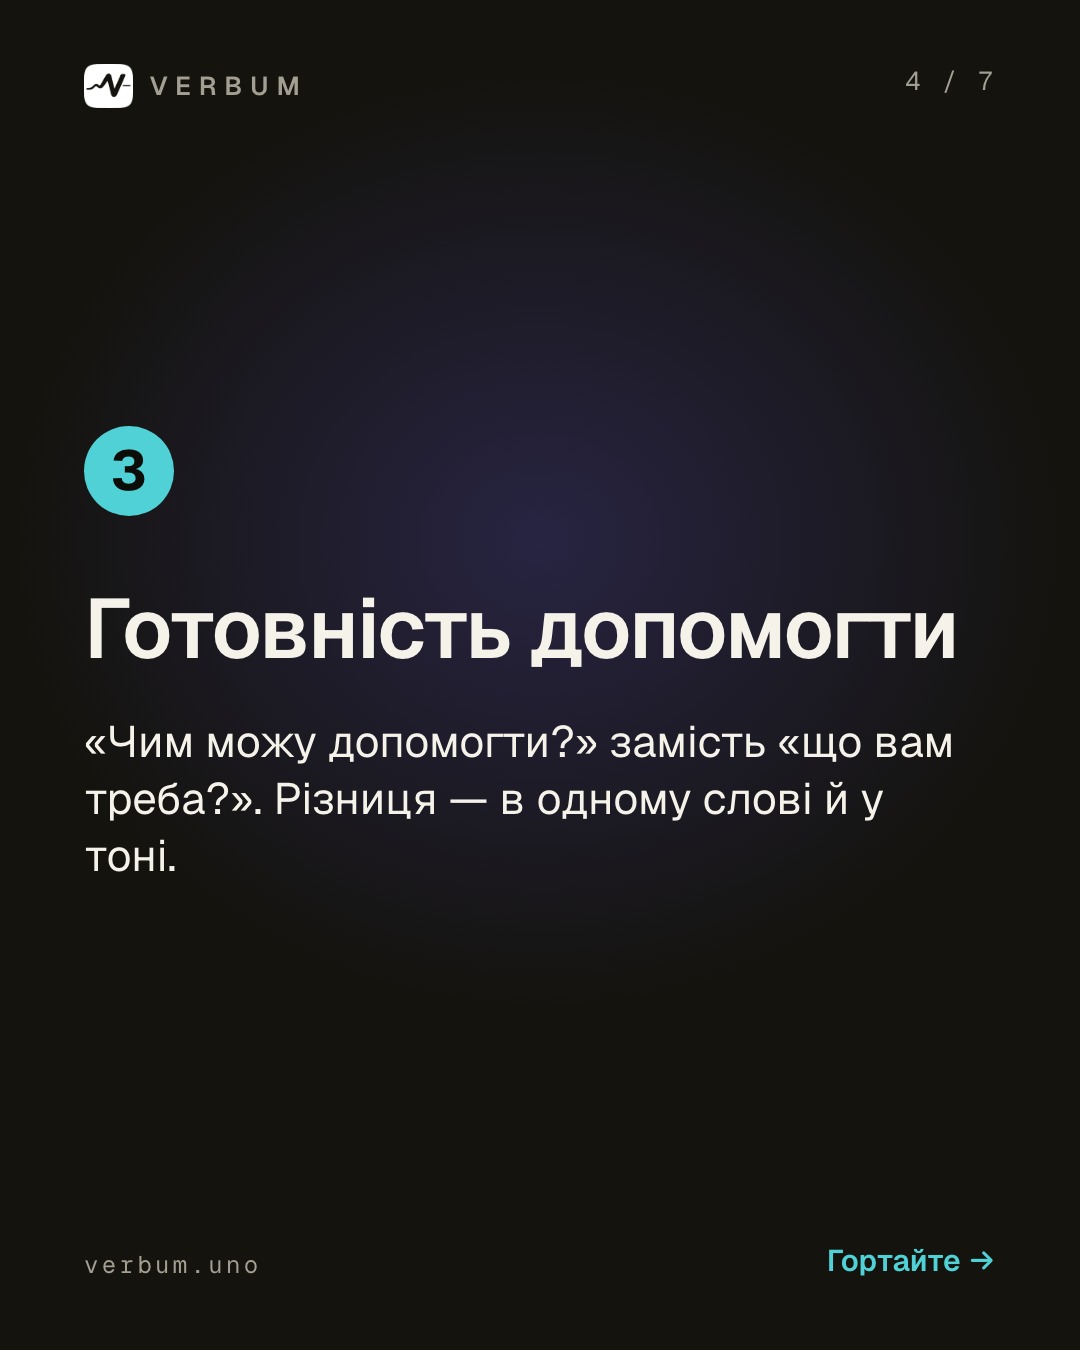 VERBUM
4 / 7
3
Готовність допомогти
«Чим можу допомогти?» замість «що вам
треба?». Різниця — в одному слові й у
тоні.
verbum.uno
Гортайте →